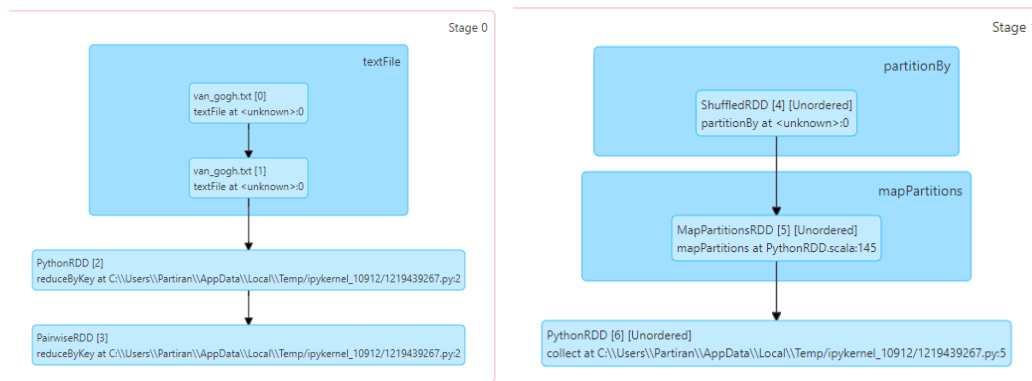 Stage 0
textFile
van_gogh.txt [0]
textFile at <unknown>:0
van_gogh.txt [1]
textFile at <unknown>:0
PythonRDD [2]
reduceByKey at C:\\Users\\Partiran\\AppData\\Local\\Temp/ipykernel_10912/1219439267.py:2
PairwiseRDD [3]
reduceByKey at C:\\Users\\Partiran\\AppData\\Local\\Temp/ipykernel_10912/1219439267.py:2
Stage
partitionBy
ShuffledRDD [4] [Unordered]
partitionBy at <unknown>:0
mapPartitions
MapPartitionsRDD [5] [Unordered]
mapPartitions at PythonRDD.scala:145
PythonRDD [6] [Unordered]
collect at C:\\Users\\Partiran\\AppData\\Local\\Temp/ipykernel_10912/1219439267.py:5